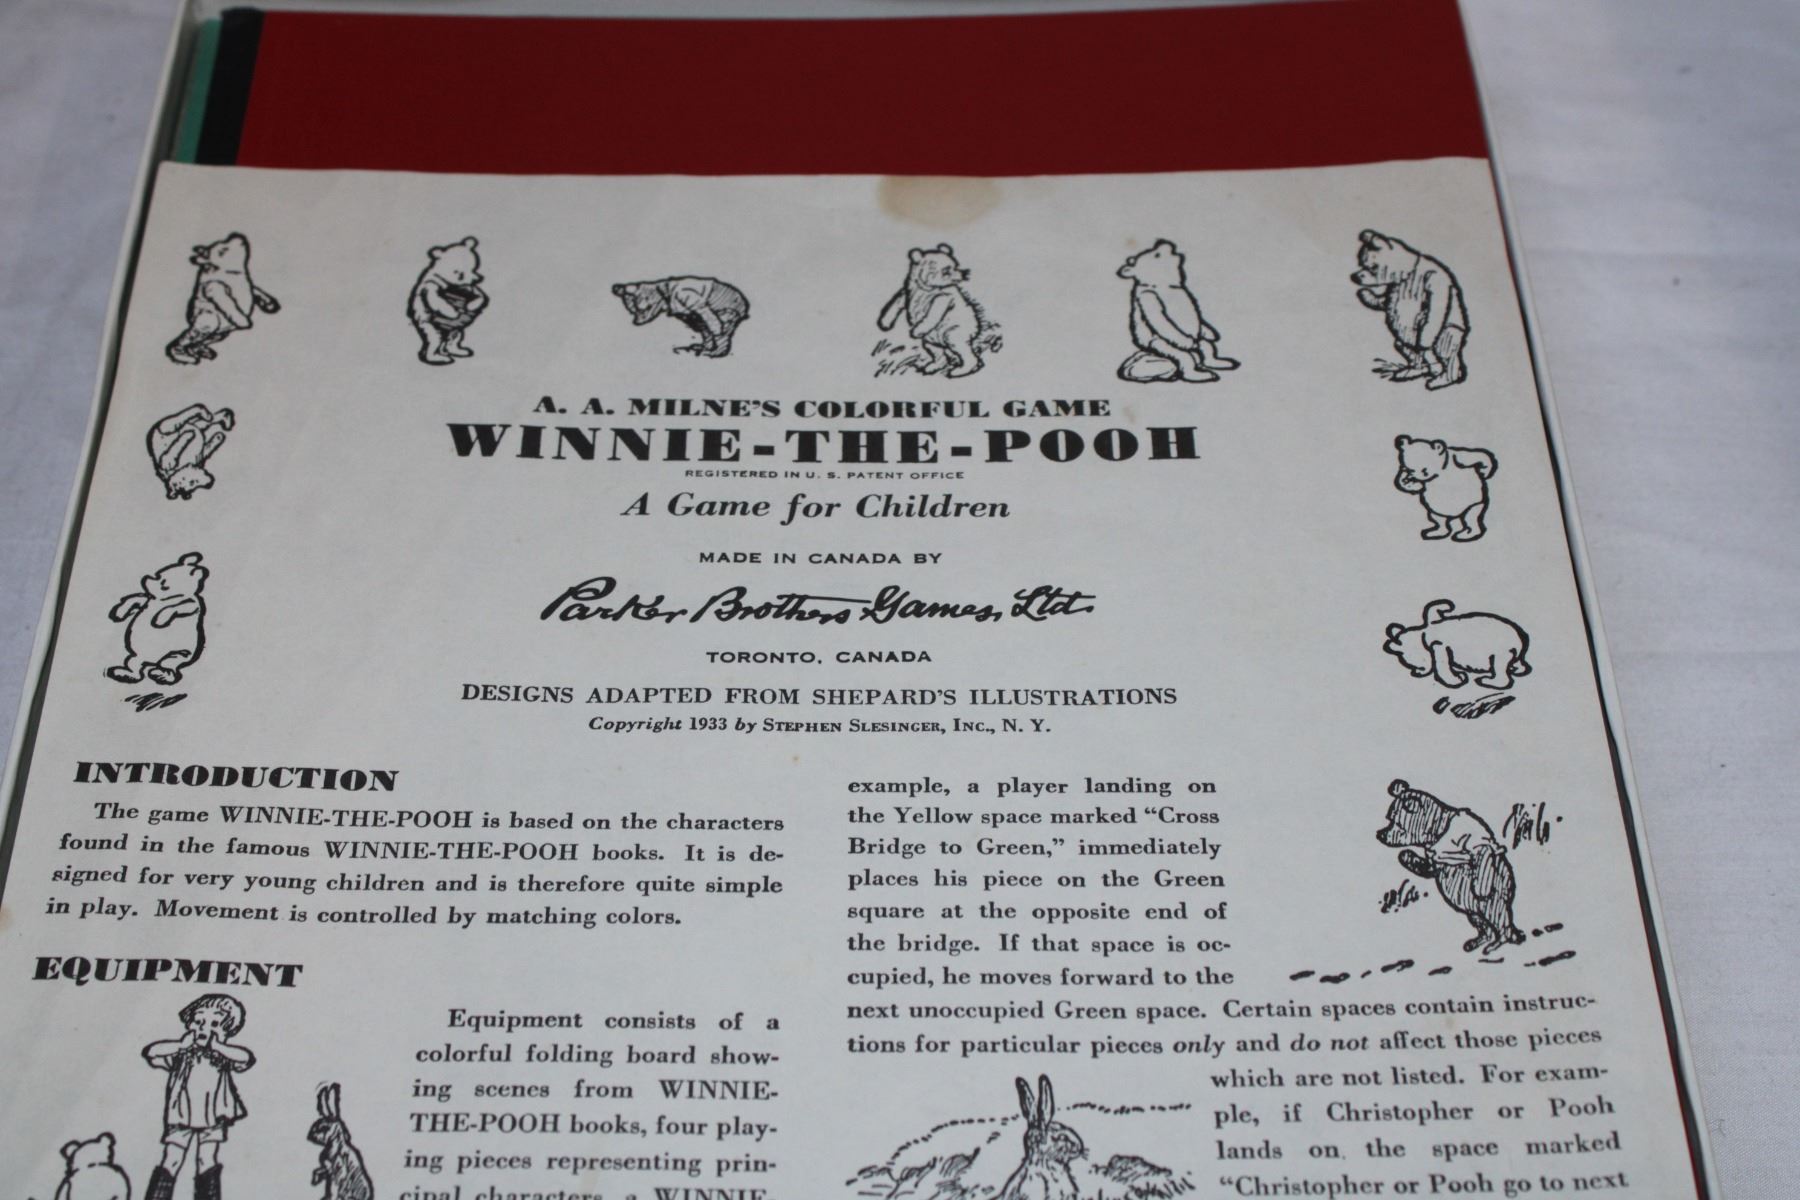 A. A. MILNE'S COLORFUL GAME
WINNIE-THE-POOH
REGISTERED IN U. S. PATENT OFFICE
A Game for Children
MADE IN CANADA BY
Parker Brothers Games, Ltd.
TORONTO, CANADA
DESIGNS ADAPTED FROM SHEPARD'S ILLUSTRATIONS
Copyright 1933 by STEPHEN SLESINGER, INC., N. Y.
INTRODUCTION
The game WINNIE-THE-POOH is based on the characters
found in the famous WINNIE-THE-POOH books. It is de-
signed for very young children and is therefore quite simple
in play. Movement is controlled by matching colors.
EQUIPMENT
Equipment consists of a
colorful folding board show-
ing scenes from WINNIE-
THE-POOH books, four play-
ing pieces representing prin-
cipal characters, a WINNIE-
example, a player landing on
the Yellow space marked "Cross
Bridge to Green," immediately
places his piece on the Green
square at the opposite end of
the bridge. If that space is oc-
cupied, he moves forward to the
next unoccupied Green space. Certain spaces contain instruc-
tions for particular pieces only and do not affect those pieces
which are not listed. For exam-
ple, if Christopher or Pooh
lands on the space marked
"Christopher or Pooh go to next